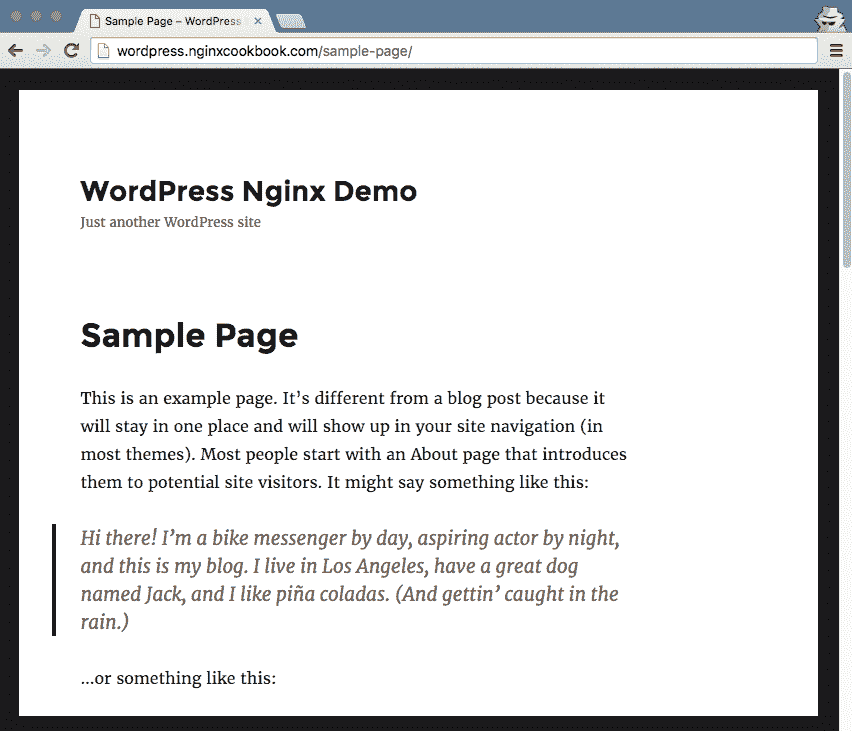 Sample Page – WordPress
wordpress.nginxcookbook.com/sample-page/
WordPress Nginx Demo
Just another WordPress site
Sample Page
This is an example page. It’s different from a blog post because it
will stay in one place and will show up in your site navigation (in
most themes). Most people start with an About page that introduces
them to potential site visitors. It might say something like this:
Hi there! I’m a bike messenger by day, aspiring actor by night,
and this is my blog. I live in Los Angeles, have a great dog
named Jack, and I like piña coladas. (And gettin’ caught in the
rain.)
…or something like this: